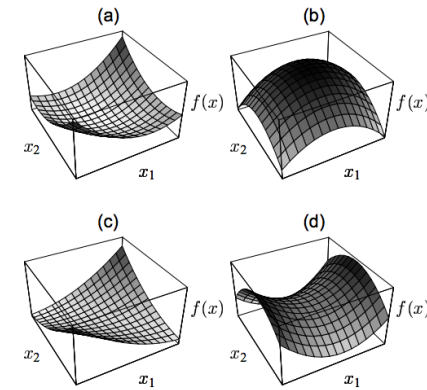 (a) (b)
f(x) f(x)
x₂ x₂
x₁ x₁
(c) (d)
f(x) f(x)
x₂ x₂
x₁ x₁